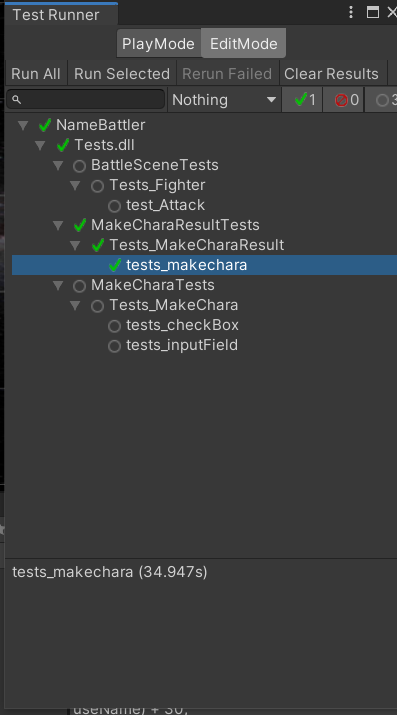 Test Runner
PlayMode EditMode
Run All Run Selected Rerun Failed Clear Results
Nothing 1 0 3
NameBattler
Tests.dll
BattleSceneTests
Tests_Fighter
test_Attack
MakeCharaResultTests
Tests_MakeCharaResult
tests_makechara
MakeCharaTests
Tests_MakeChara
tests_checkBox
tests_inputField
tests_makechara (34.947s)
useName) + 30;